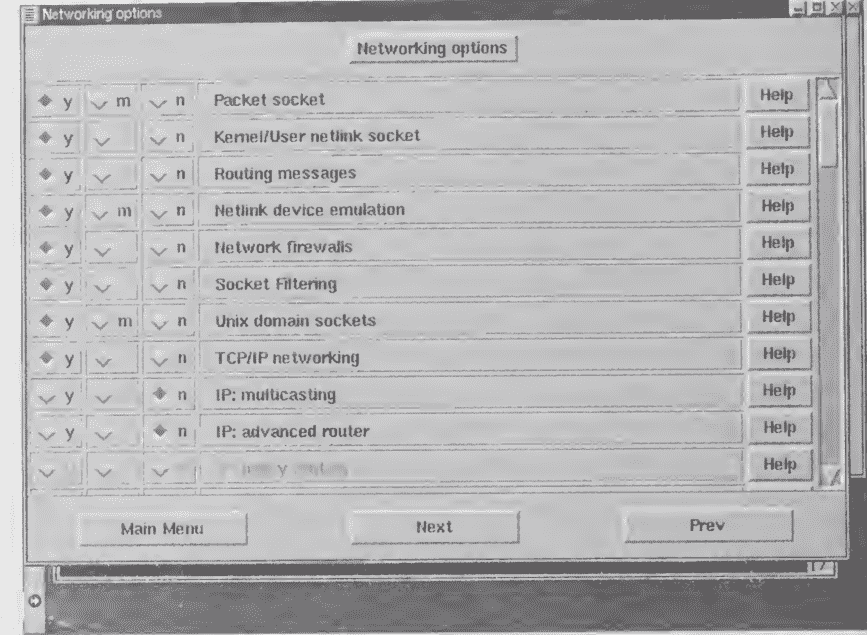 Networking options
Networking options
y m n Packet socket Help
y n Kernel/User netlink socket Help
y n Routing messages Help
y m n Netlink device emulation Help
y n Network firewalls Help
y n Socket Filtering Help
y m n Unix domain sockets Help
y n TCP/IP networking Help
y n IP: multicasting Help
y n IP: advanced router Help
Help
Main Menu Next Prev